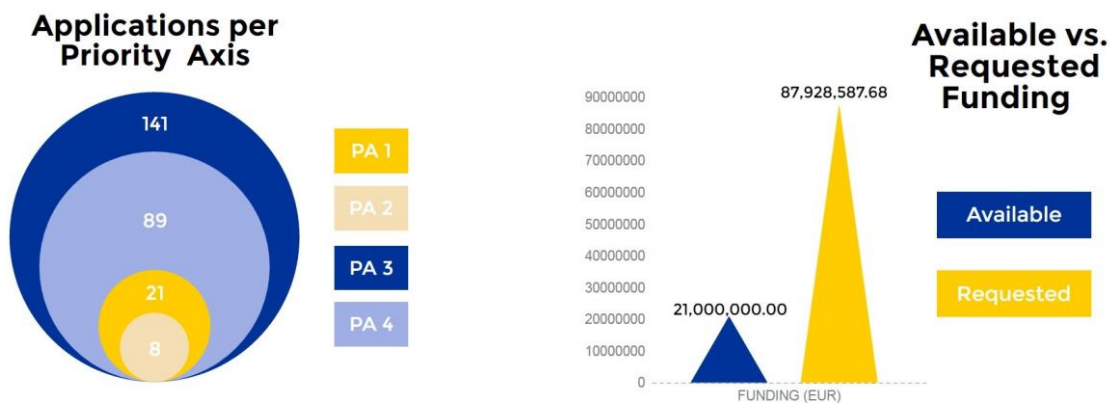 Applications per
Priority Axis
141
89
21
8
PA 1
PA 2
PA 3
PA 4
Available vs.
Requested
Funding
90000000
80000000
70000000
60000000
50000000
40000000
30000000
20000000
10000000
0
87,928,587.68
21,000,000.00
FUNDING (EUR)
Available
Requested